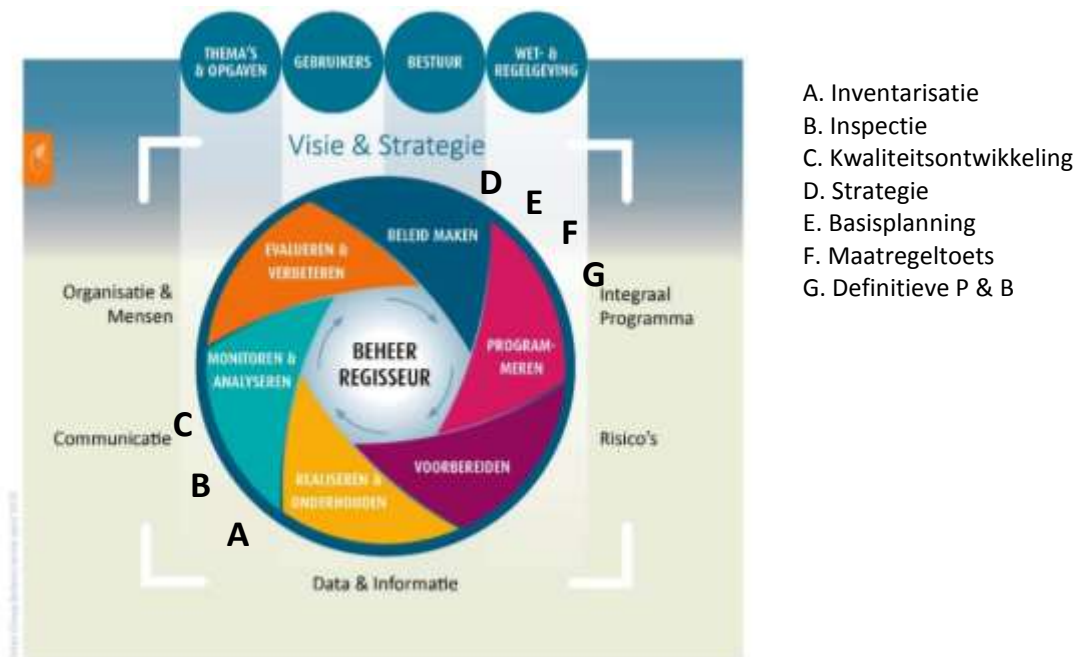 THEMA'S
& OPGAVEN
GEBRUIKERS
BESTUUR
WET- &
REGELGEVING
Visie & Strategie
A. Inventarisatie
B. Inspectie
C. Kwaliteitsontwikkeling
D. Strategie
E. Basisplanning
F. Maatregeltoets
G. Definitieve P & B
D
E
F
G
BELEID MAKEN
EVALUEREN &
VERBETEREN
Organisatie &
Mensen
Integraal
Programma
MONITOREN &
ANALYSEREN
BEHEER
REGISSEUR
PROGRAM-
MEREN
C
Communicatie
Risico's
B
REALISEREN &
ONDERHOUDEN
VOORBEREIDEN
A
Data & Informatie